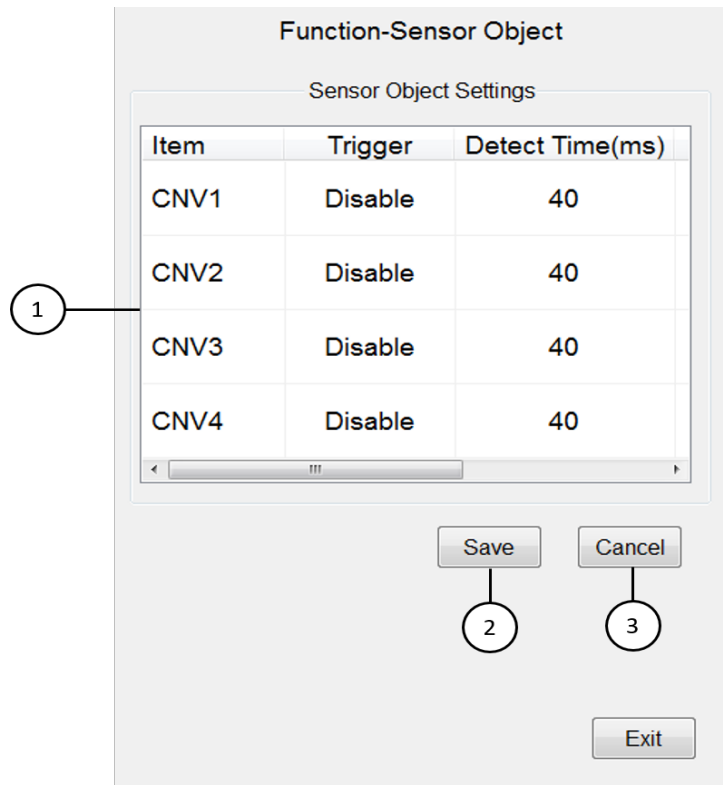 Function-Sensor Object
Sensor Object Settings
Item Trigger Detect Time(ms)
CNV1 Disable 40
CNV2 Disable 40
1
CNV3 Disable 40
CNV4 Disable 40
Save Cancel
2 3
Exit